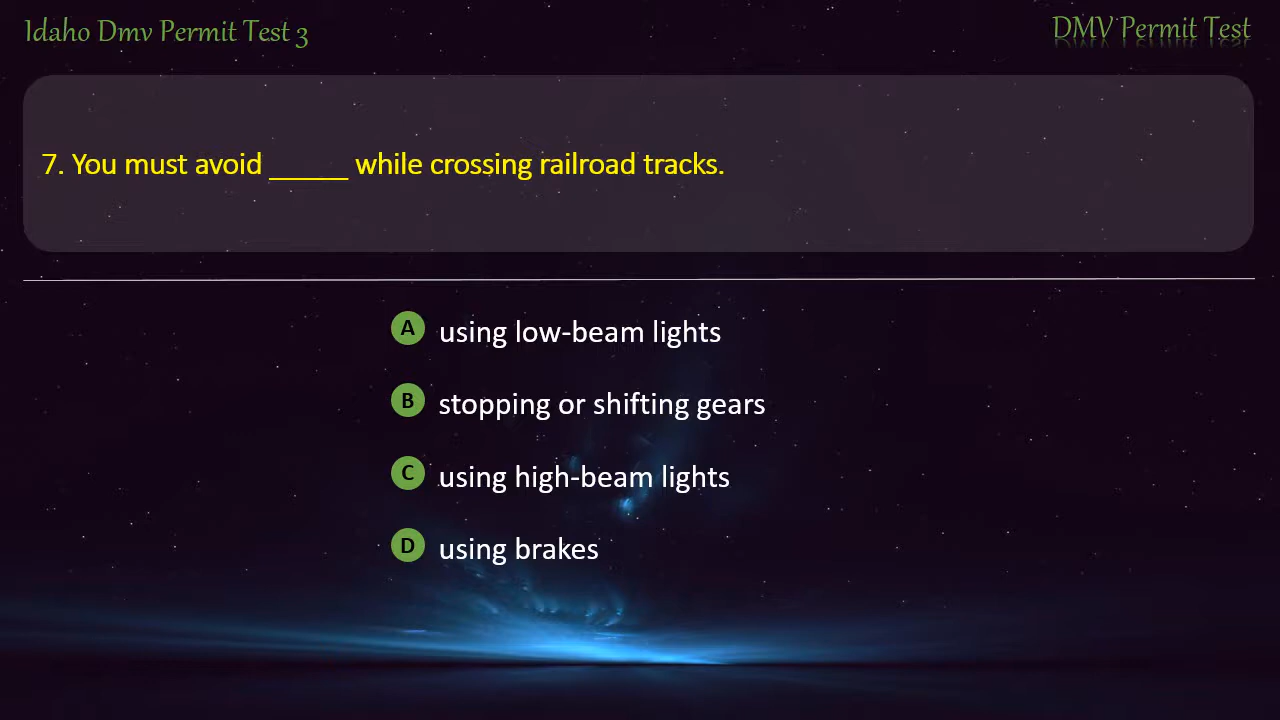 Idaho Dmv Permit Test 3
DMV Permit Test
7. You must avoid _____ while crossing railroad tracks.
A using low-beam lights
B stopping or shifting gears
C using high-beam lights
D using brakes